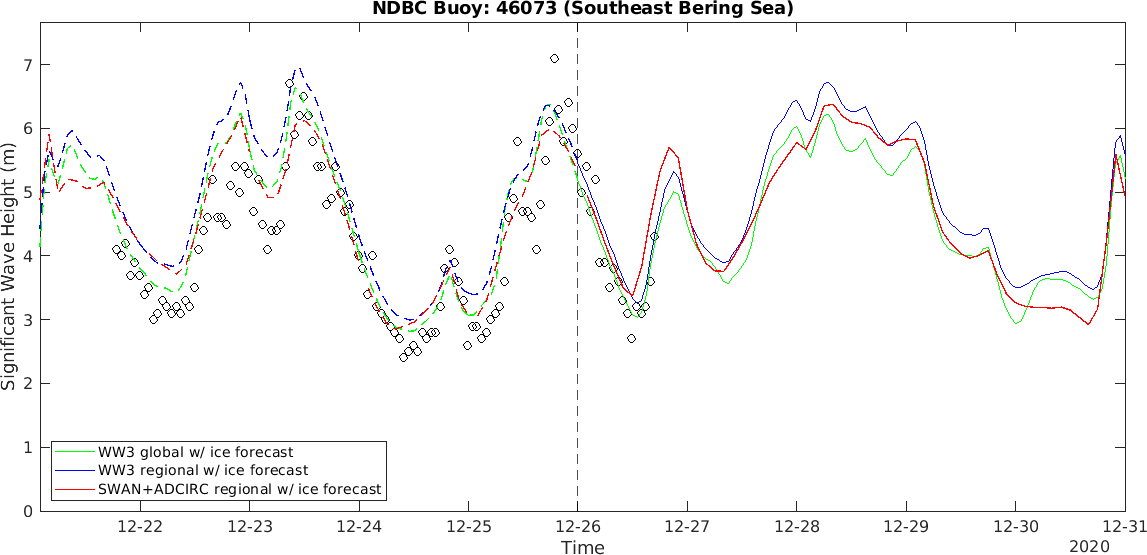 NDBC Buoy: 46073 (Southeast Bering Sea)
Significant Wave Height (m)
7
6
5
4
3
2
1
0
WW3 global w/ ice forecast
WW3 regional w/ ice forecast
SWAN+ADCIRC regional w/ ice forecast
12-22 12-23 12-24 12-25 12-26 12-27 12-28 12-29 12-30 12-31
Time
2020